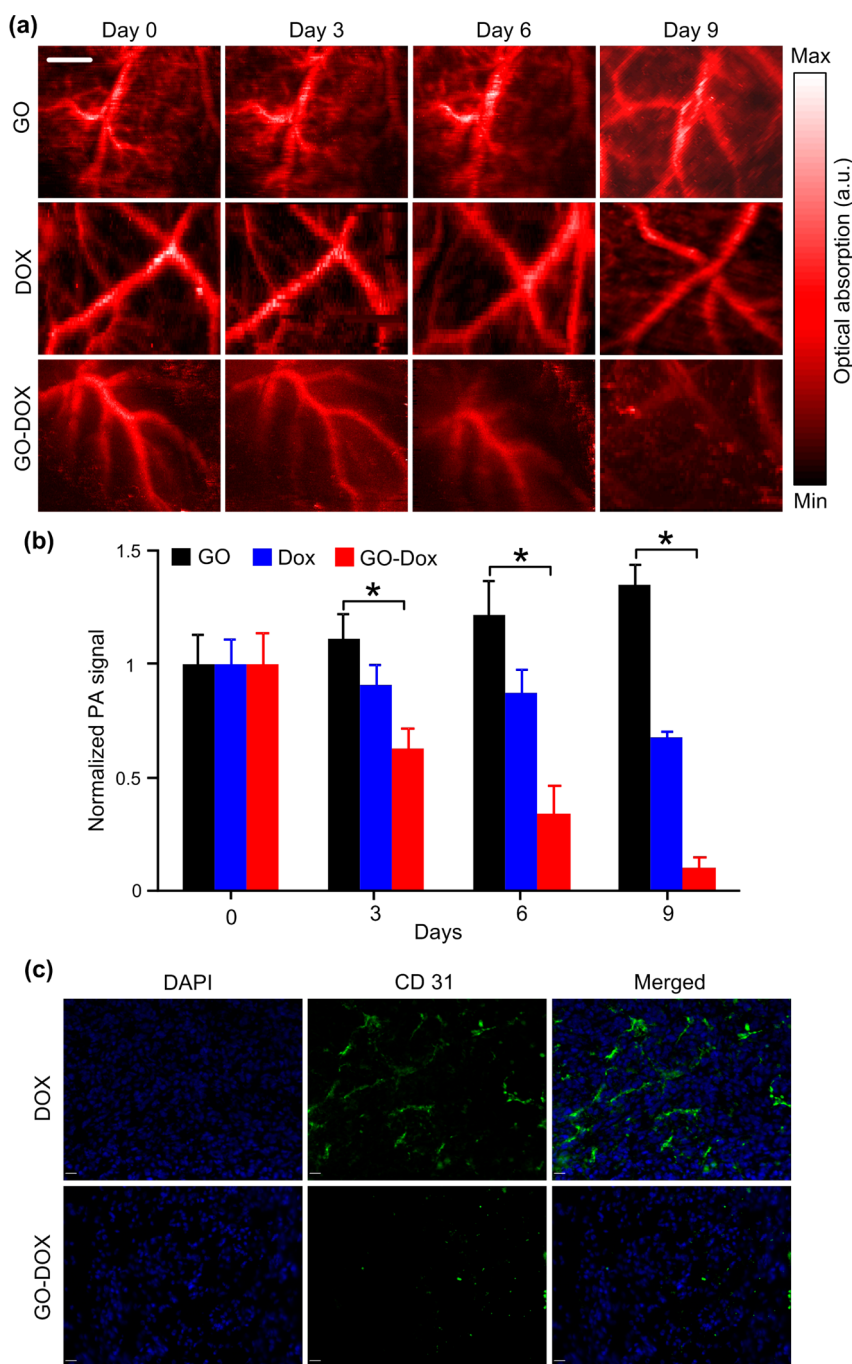 (a)
Day 0 Day 3 Day 6 Day 9
GO
DOX
GO-DOX
Max
Optical absorption (a.u.)
Min
(b)
GO Dox GO-Dox
* * *
Normalized PA signal
1.5
1
0.5
0
0 3 6 9
Days
(c)
DAPI CD 31 Merged
DOX
GO-DOX